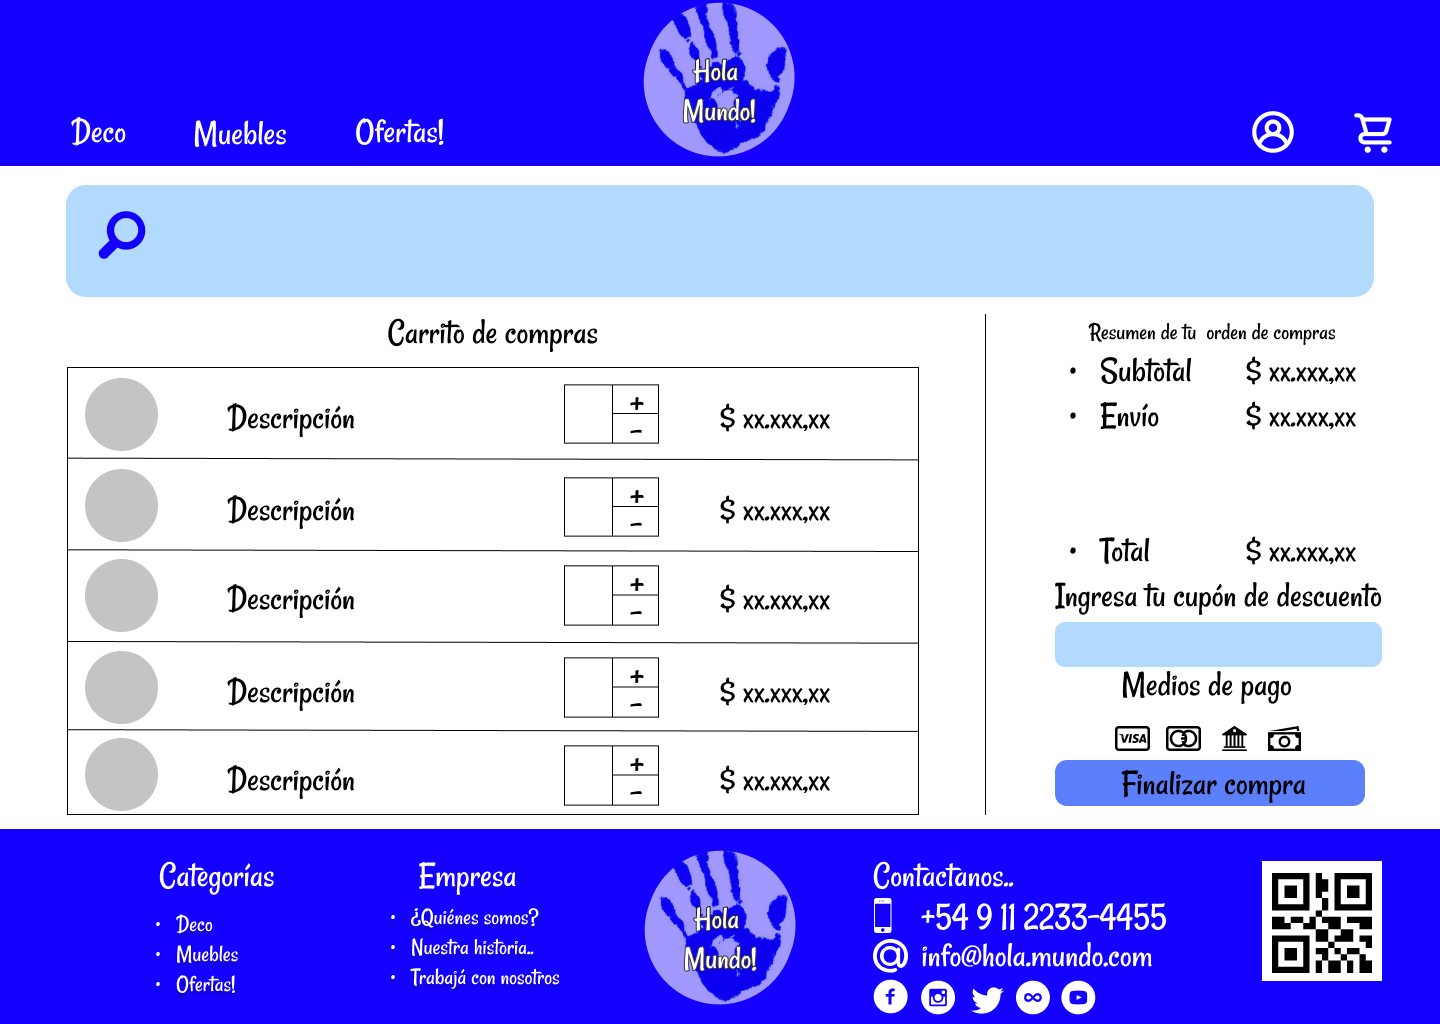 Hola
Mundo!
Deco
Muebles
Ofertas!
Carrito de compras
Descripción
+
-
$ xx.xxx,xx
Descripción
+
-
$ xx.xxx,xx
Descripción
+
-
$ xx.xxx,xx
Descripción
+
-
$ xx.xxx,xx
Descripción
+
-
$ xx.xxx,xx
Resumen de tu orden de compras
• Subtotal $ xx.xxx,xx
• Envío $ xx.xxx,xx
• Total $ xx.xxx,xx
Ingresa tu cupón de descuento
Medios de pago
VISA
Finalizar compra
Categorías
• Deco
• Muebles
• Ofertas!
Empresa
• ¿Quiénes somos?
• Nuestra historia..
• Trabajá con nosotros
Hola
Mundo!
Contactanos..
+54 9 11 2233-4455
@ info@hola.mundo.com